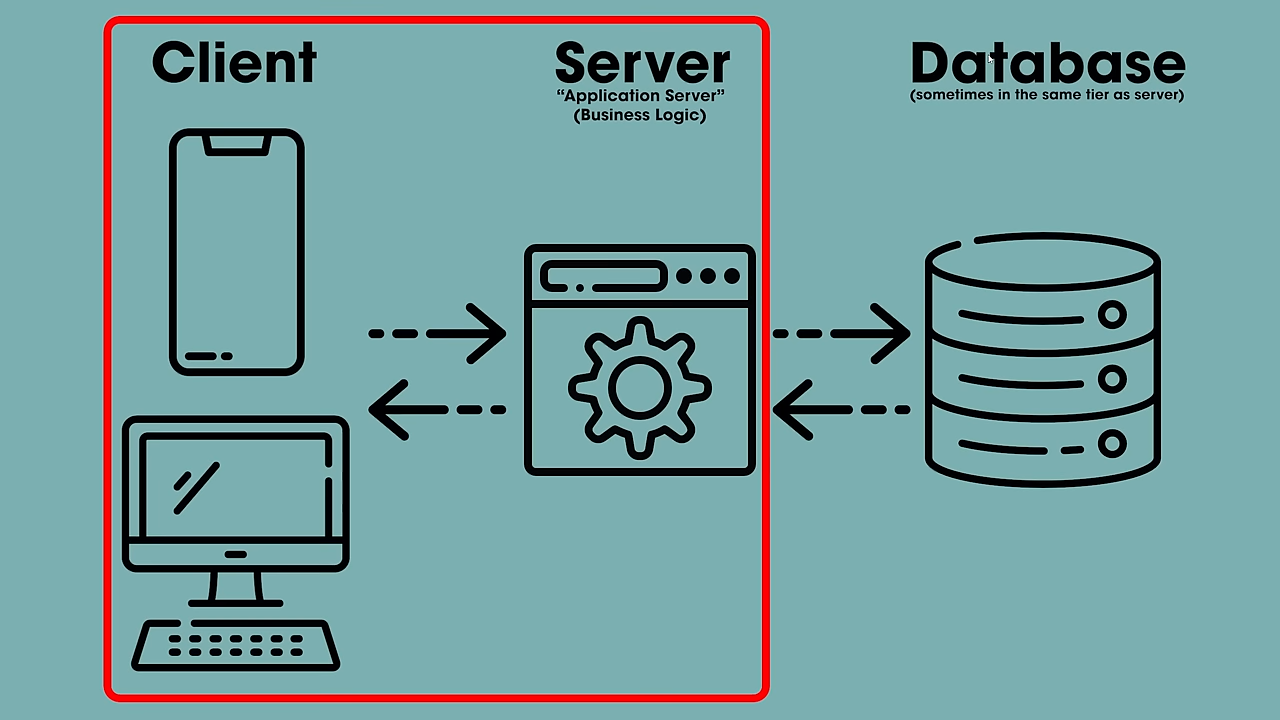 Client
Server
“Application Server”
(Business Logic)
Database
(sometimes in the same tier as server)